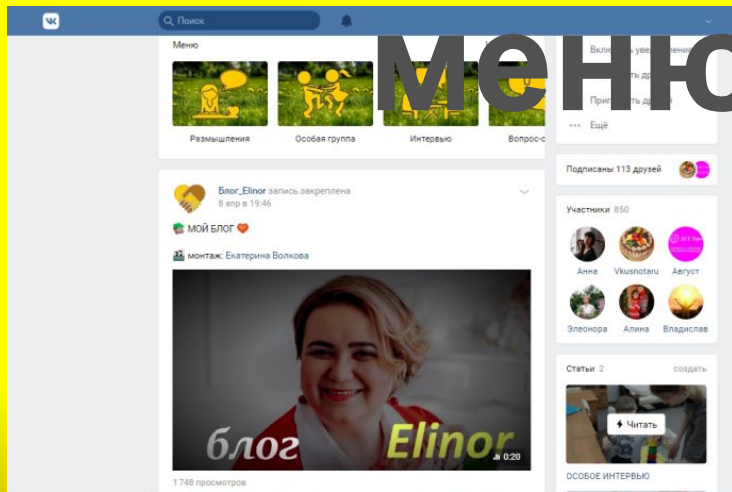 Поиск
Меню
меню
Размышления
Особая группа
Интервью
Вопрос-о
Ещё
Подписаны 113 друзей
Блог_Elinor запись закреплена
8 апр в 19:46
МОЙ БЛОГ
монтаж: Екатерина Волкова
блог Elinor
0:20
1 748 просмотров
Участники 850
Анна
Vkusnotaru
Август
Элеонора
Алина
Владислав
Статьи 2
создать
Читать
ОСОБОЕ ИНТЕРВЬЮ